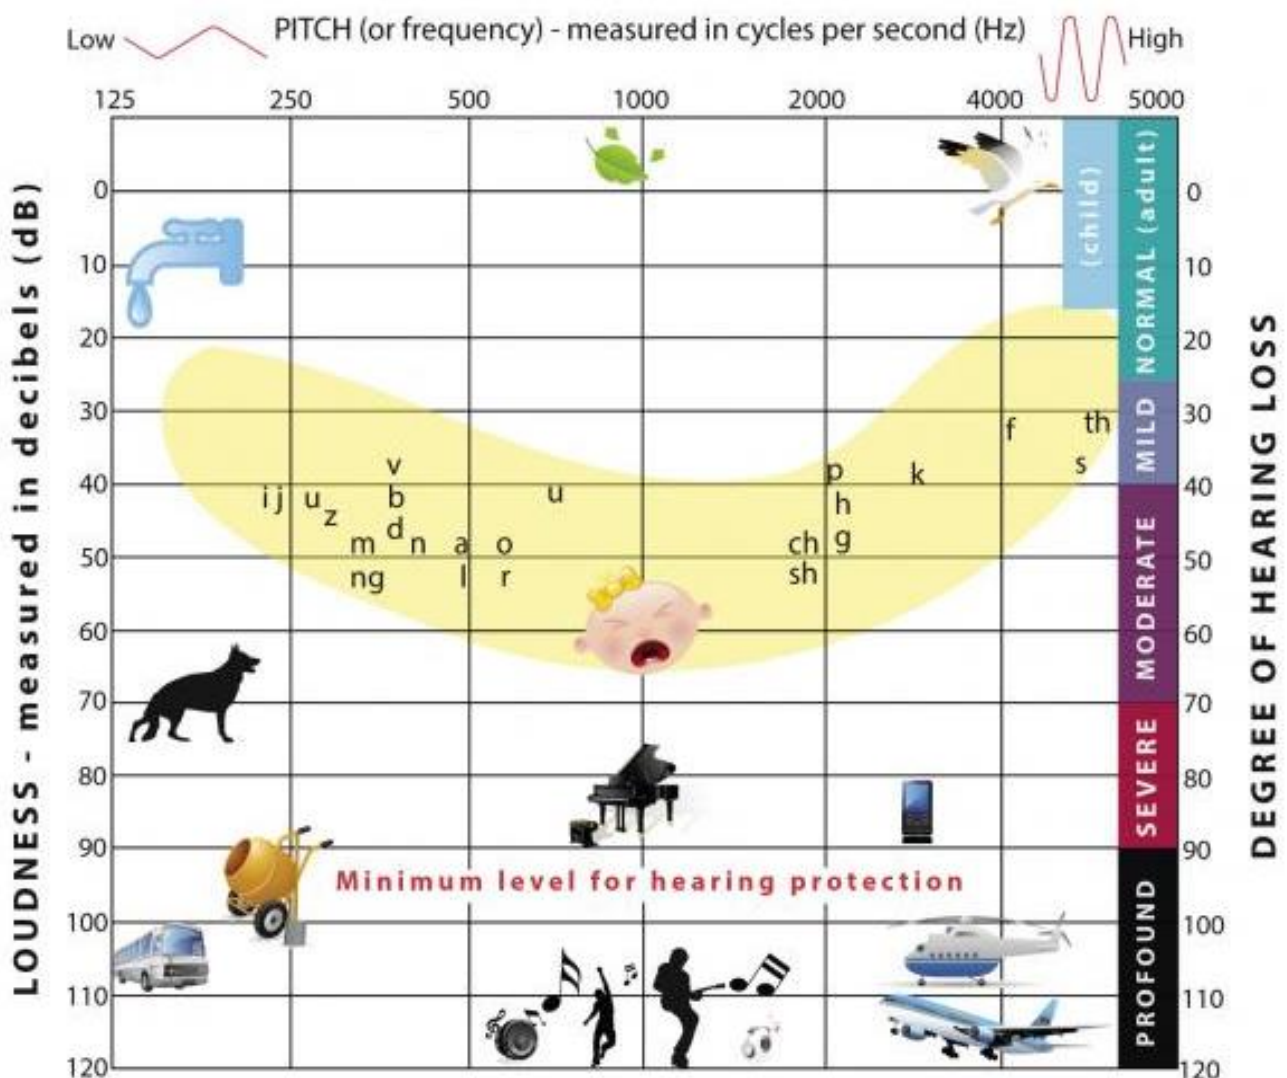 PITCH (or frequency) - measured in cycles per second (Hz)
Low
High
125 250 500 1000 2000 4000 5000
LOUDNESS - measured in decibels (dB)
0
10
20
30
40
50
60
70
80
90
100
110
120
f th
v p k s
i j u z b u h
m d n a o ch g
ng l r sh
Minimum level for hearing protection
(child)
NORMAL (adult)
MILD
MODERATE
SEVERE
PROFOUND
0
10
20
30
40
50
60
70
80
90
100
110
120
DEGREE OF HEARING LOSS